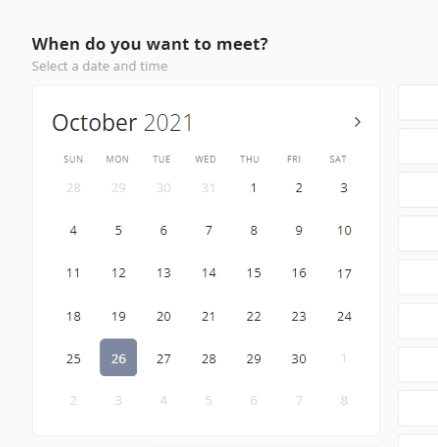 When do you want to meet?
Select a date and time
October 2021
SUN MON TUE WED THU FRI SAT
28 29 30 31 1 2 3
4 5 6 7 8 9 10
11 12 13 14 15 16 17
18 19 20 21 22 23 24
25 26 27 28 29 30 1
2 3 4 5 6 7 8